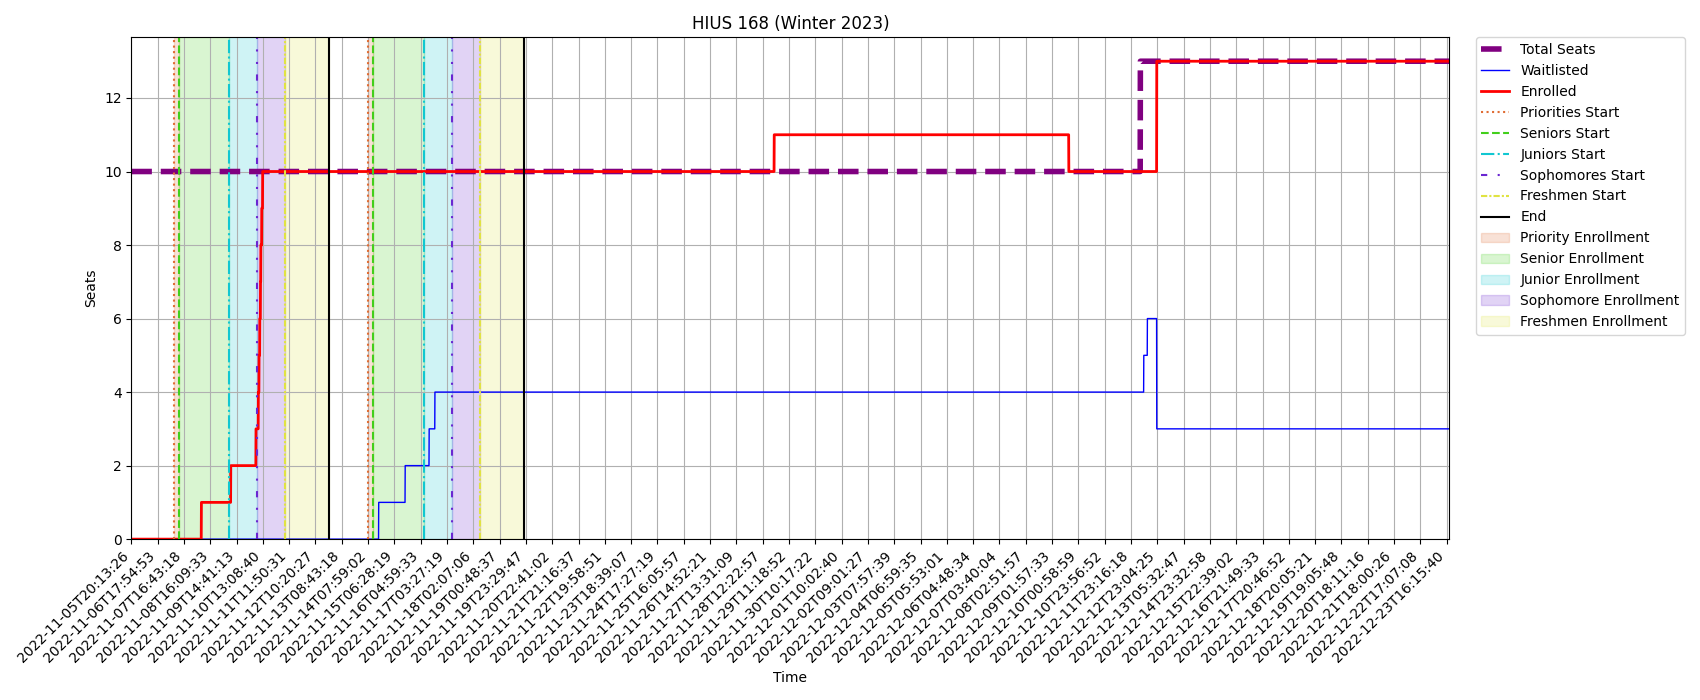 HIUS 168 (Winter 2023)
Seats
12
10
8
6
4
2
0
2022-11-05T20:13:26
2022-11-06T17:54:53
2022-11-07T16:43:18
2022-11-08T16:09:33
2022-11-09T14:41:13
2022-11-10T13:08:40
2022-11-11T11:50:31
2022-11-12T10:20:27
2022-11-13T08:43:18
2022-11-14T07:59:02
2022-11-15T06:28:19
2022-11-16T04:59:33
2022-11-17T03:27:19
2022-11-18T02:07:06
2022-11-19T00:48:37
2022-11-19T23:29:47
2022-11-20T22:41:02
2022-11-21T21:16:37
2022-11-22T19:58:51
2022-11-23T18:39:07
2022-11-24T17:27:19
2022-11-25T16:05:57
2022-11-26T14:52:21
2022-11-27T13:31:09
2022-11-28T12:22:57
2022-11-29T11:18:52
2022-11-30T10:17:22
2022-12-01T10:02:40
2022-12-02T09:01:27
2022-12-03T07:57:39
2022-12-04T06:59:35
2022-12-05T05:53:01
2022-12-06T04:48:34
2022-12-07T03:40:04
2022-12-08T02:51:57
2022-12-09T01:57:33
2022-12-10T00:58:59
2022-12-10T23:56:52
2022-12-11T23:16:18
2022-12-12T23:04:25
2022-12-13T05:32:47
2022-12-14T14:32:58
2022-12-15T22:39:02
2022-12-16T21:49:33
2022-12-17T20:46:52
2022-12-18T20:05:21
2022-12-19T19:05:48
2022-12-20T18:11:16
2022-12-21T18:00:26
2022-12-22T17:07:08
2022-12-23T16:15:40
Time
Total Seats
Waitlisted
Enrolled
Priorities Start
Seniors Start
Juniors Start
Sophomores Start
Freshmen Start
End
Priority Enrollment
Senior Enrollment
Junior Enrollment
Sophomore Enrollment
Freshmen Enrollment